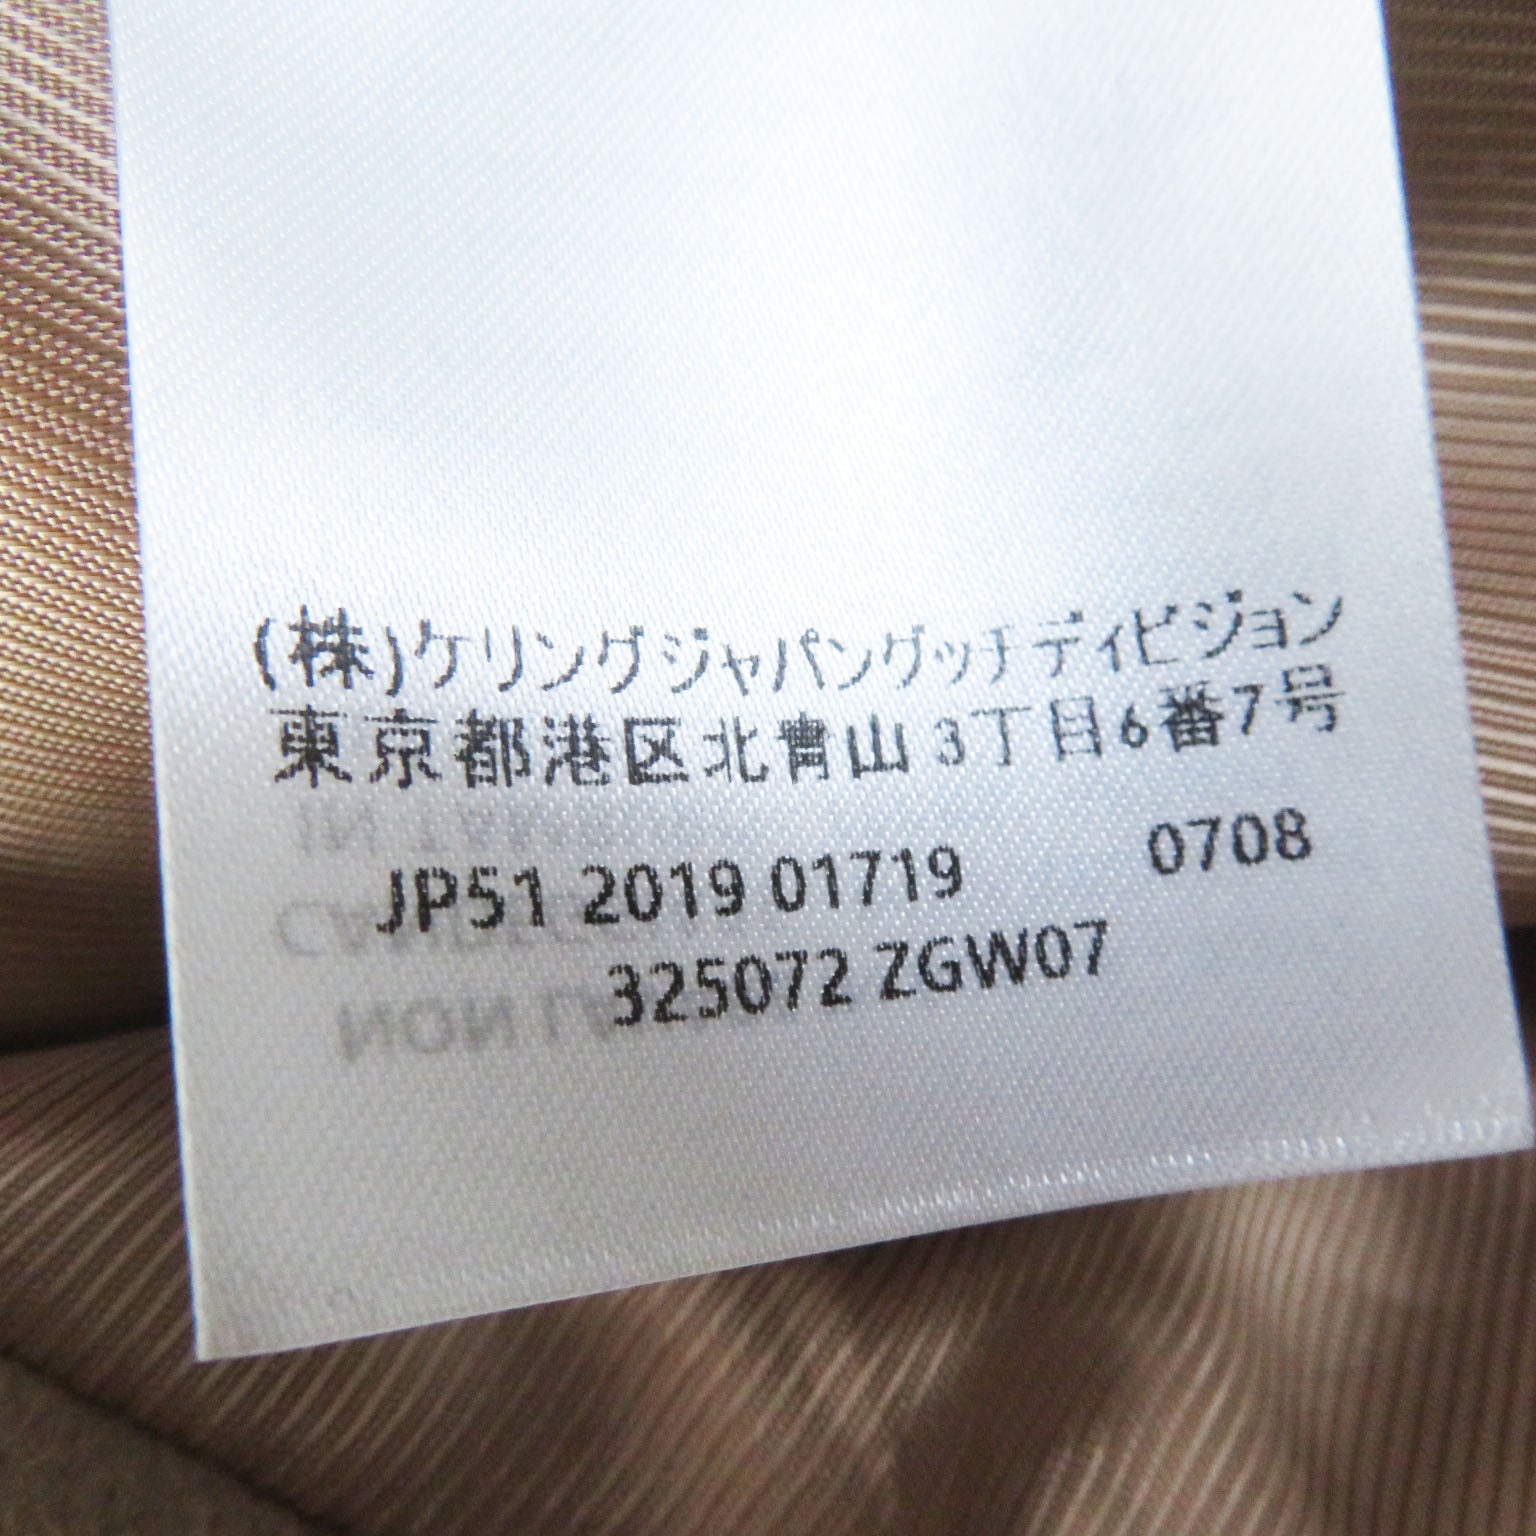 (株)ケリングジャパングッチディビジョン
東京都港区北青山3丁目6番7号
JP51 2019 01719 0708
325072 ZGW07